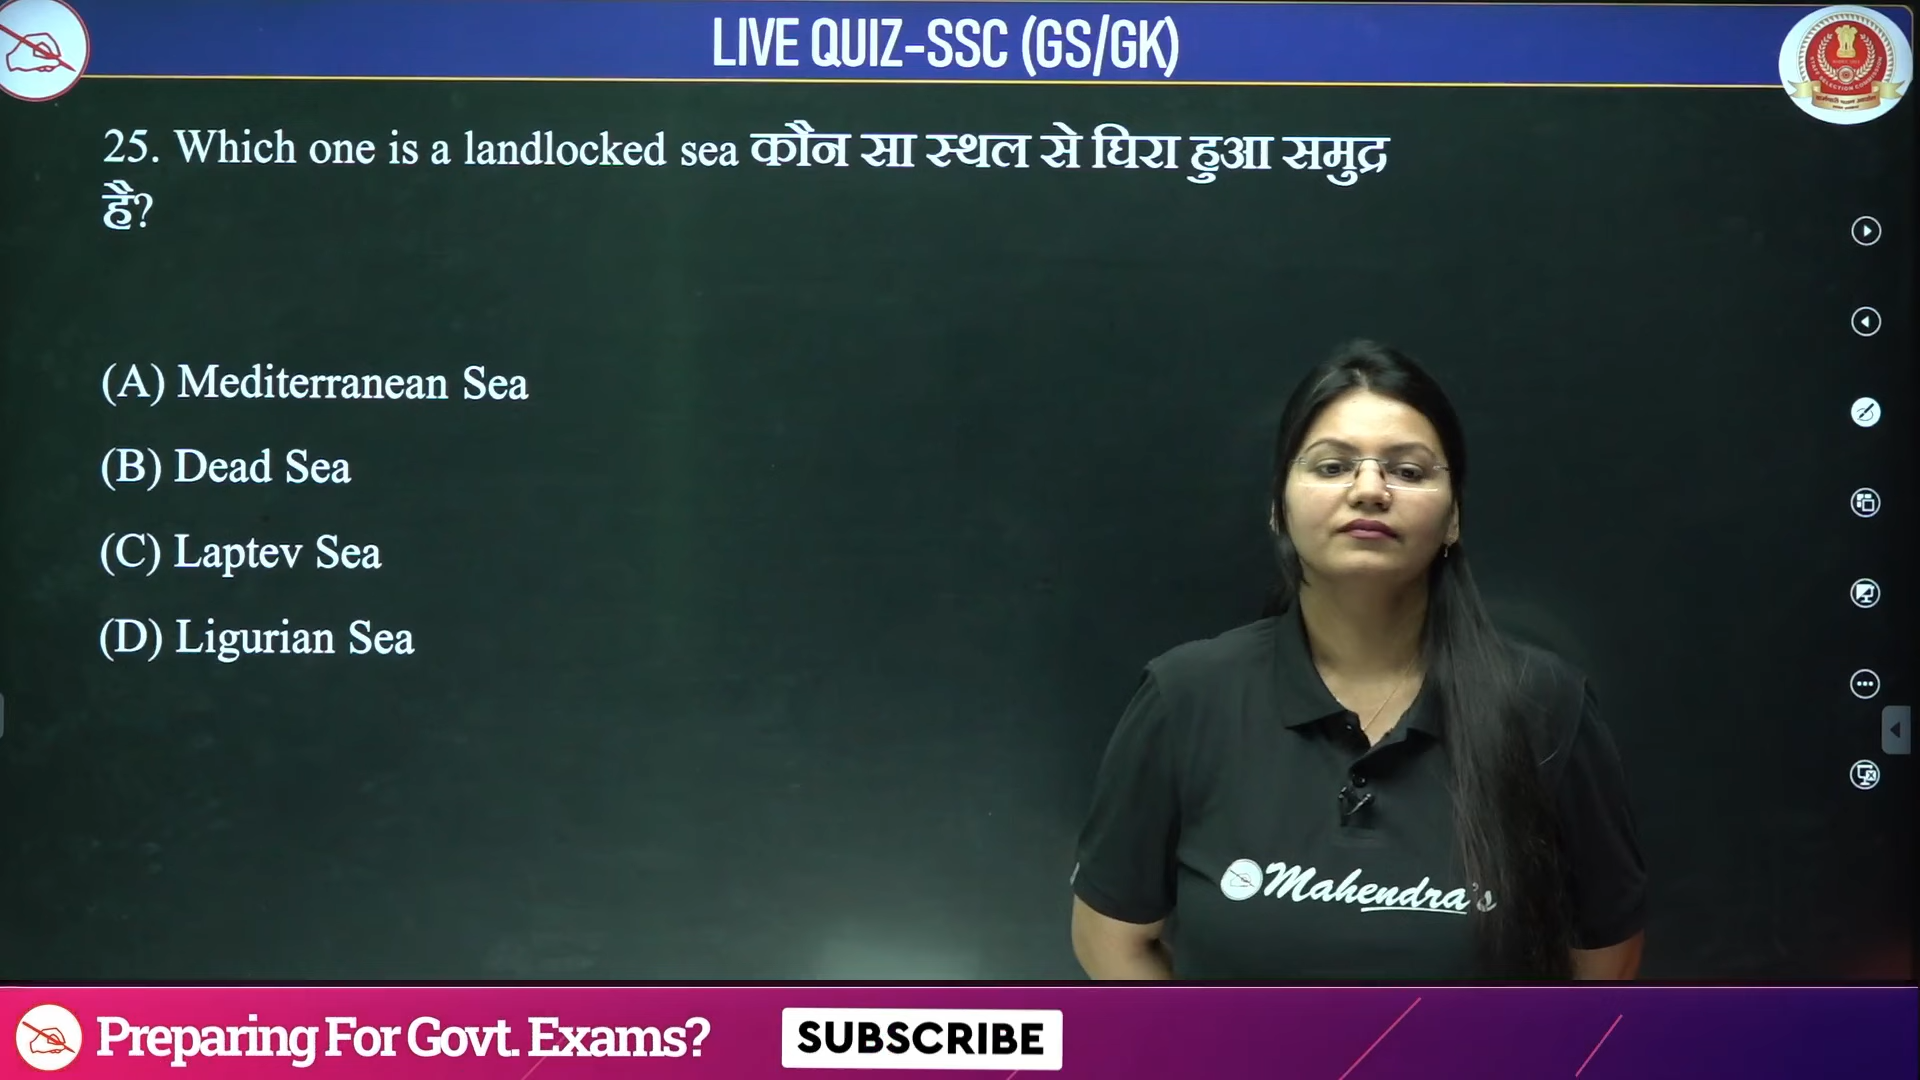 LIVE QUIZ-SSC (GS/GK)
25. Which one is a landlocked sea कौन सा स्थल से घिरा हुआ समुद्र
है?
(A) Mediterranean Sea
(B) Dead Sea
(C) Laptev Sea
(D) Ligurian Sea
Mahendra's
Preparing For Govt. Exams?
SUBSCRIBE